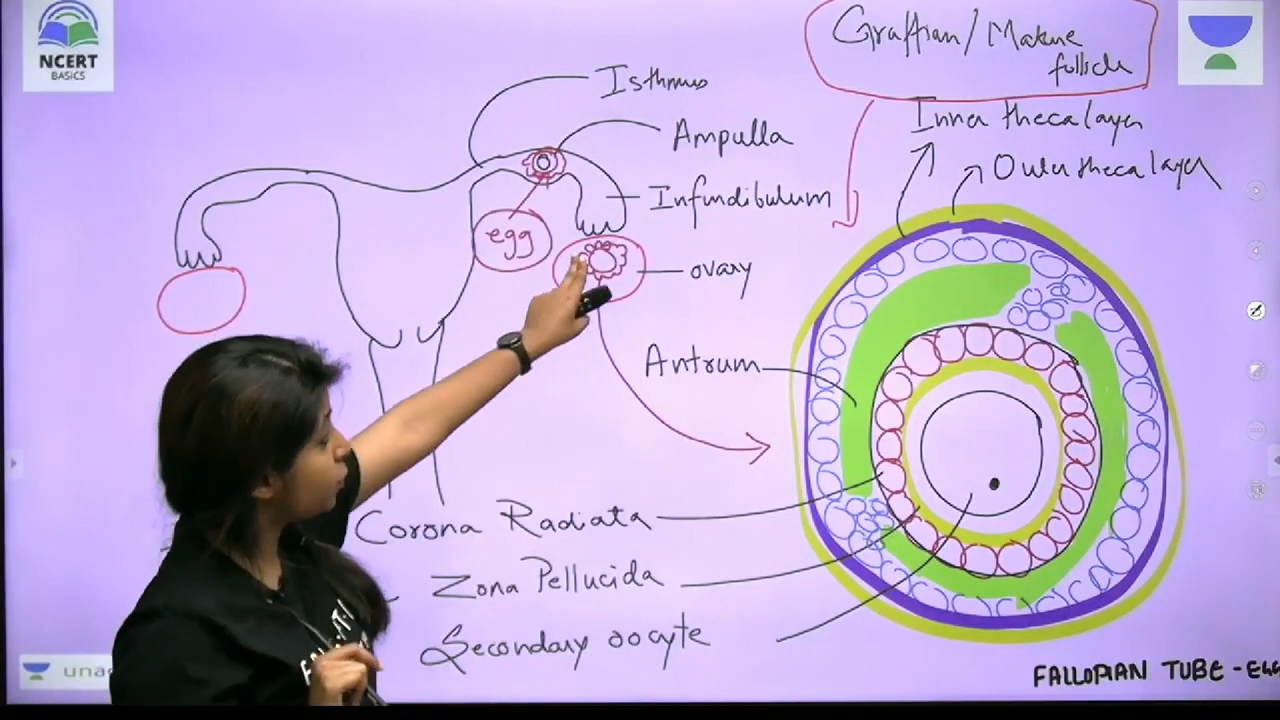 NCERT
BASICS
Graffian/Mature
follicle
Isthmus
Inner theca layer
Ampulla
Outer theca layer
Infundibulum
egg
ovary
Antrum
Corona Radiata
Zona Pellucida
Secondary oocyte
una
FALLOPIAN TUBE - EGG